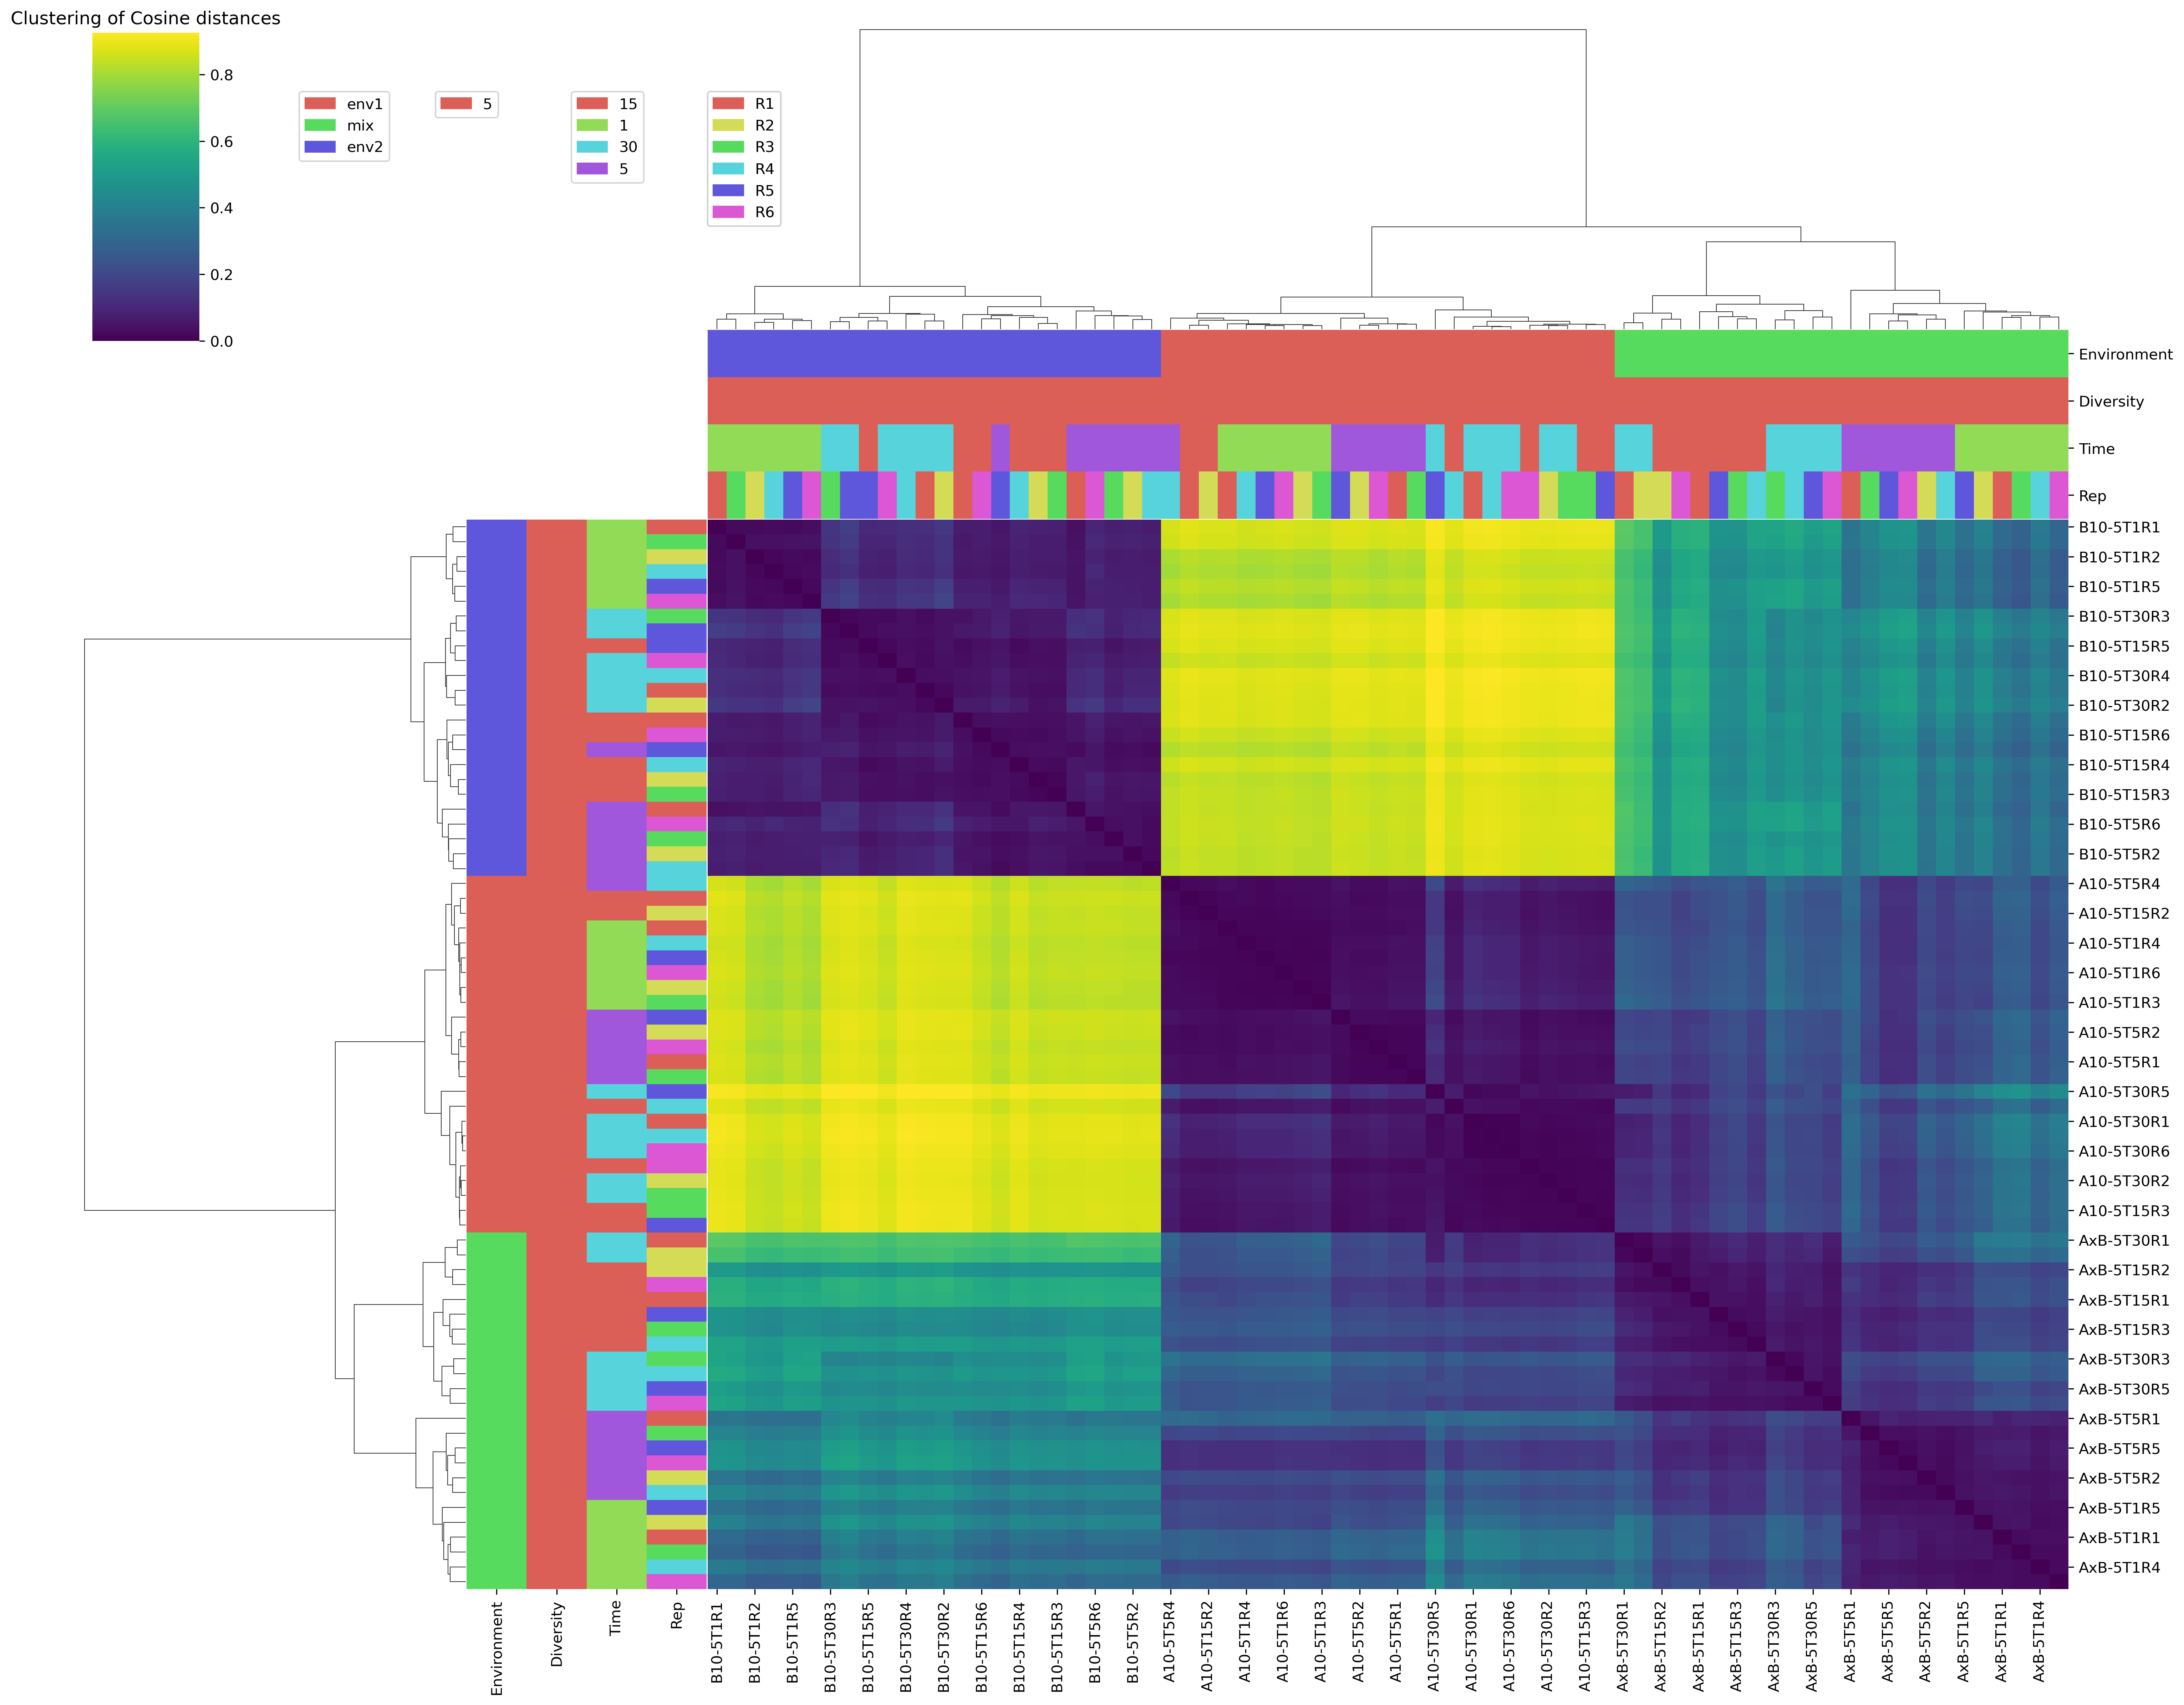 Clustering of Cosine distances
0.8
0.6
0.4
0.2
0.0
env1
mix
env2
5
15
1
30
5
R1
R2
R3
R4
R5
R6
Environment
Diversity
Time
Rep
B10-5T1R1
B10-5T1R2
B10-5T1R5
B10-5T30R3
B10-5T15R5
B10-5T30R4
B10-5T30R2
B10-5T15R6
B10-5T15R4
B10-5T15R3
B10-5T5R6
B10-5T5R2
A10-5T5R4
A10-5T15R2
A10-5T1R4
A10-5T1R6
A10-5T1R3
A10-5T5R2
A10-5T5R1
A10-5T30R5
A10-5T30R1
A10-5T30R6
A10-5T30R2
A10-5T15R3
AxB-5T30R1
AxB-5T15R2
AxB-5T15R1
AxB-5T15R3
AxB-5T30R3
AxB-5T30R5
AxB-5T5R1
AxB-5T5R5
AxB-5T5R2
AxB-5T1R5
AxB-5T1R1
AxB-5T1R4
Environment
Diversity
Time
Rep
B10-5T1R1
B10-5T1R2
B10-5T1R5
B10-5T30R3
B10-5T15R5
B10-5T30R4
B10-5T30R2
B10-5T15R6
B10-5T15R4
B10-5T15R3
B10-5T5R6
B10-5T5R2
A10-5T5R4
A10-5T15R2
A10-5T1R4
A10-5T1R6
A10-5T1R3
A10-5T5R2
A10-5T5R1
A10-5T30R5
A10-5T30R1
A10-5T30R6
A10-5T30R2
A10-5T15R3
AxB-5T30R1
AxB-5T15R2
AxB-5T15R1
AxB-5T15R3
AxB-5T30R3
AxB-5T30R5
AxB-5T5R1
AxB-5T5R5
AxB-5T5R2
AxB-5T1R5
AxB-5T1R1
AxB-5T1R4